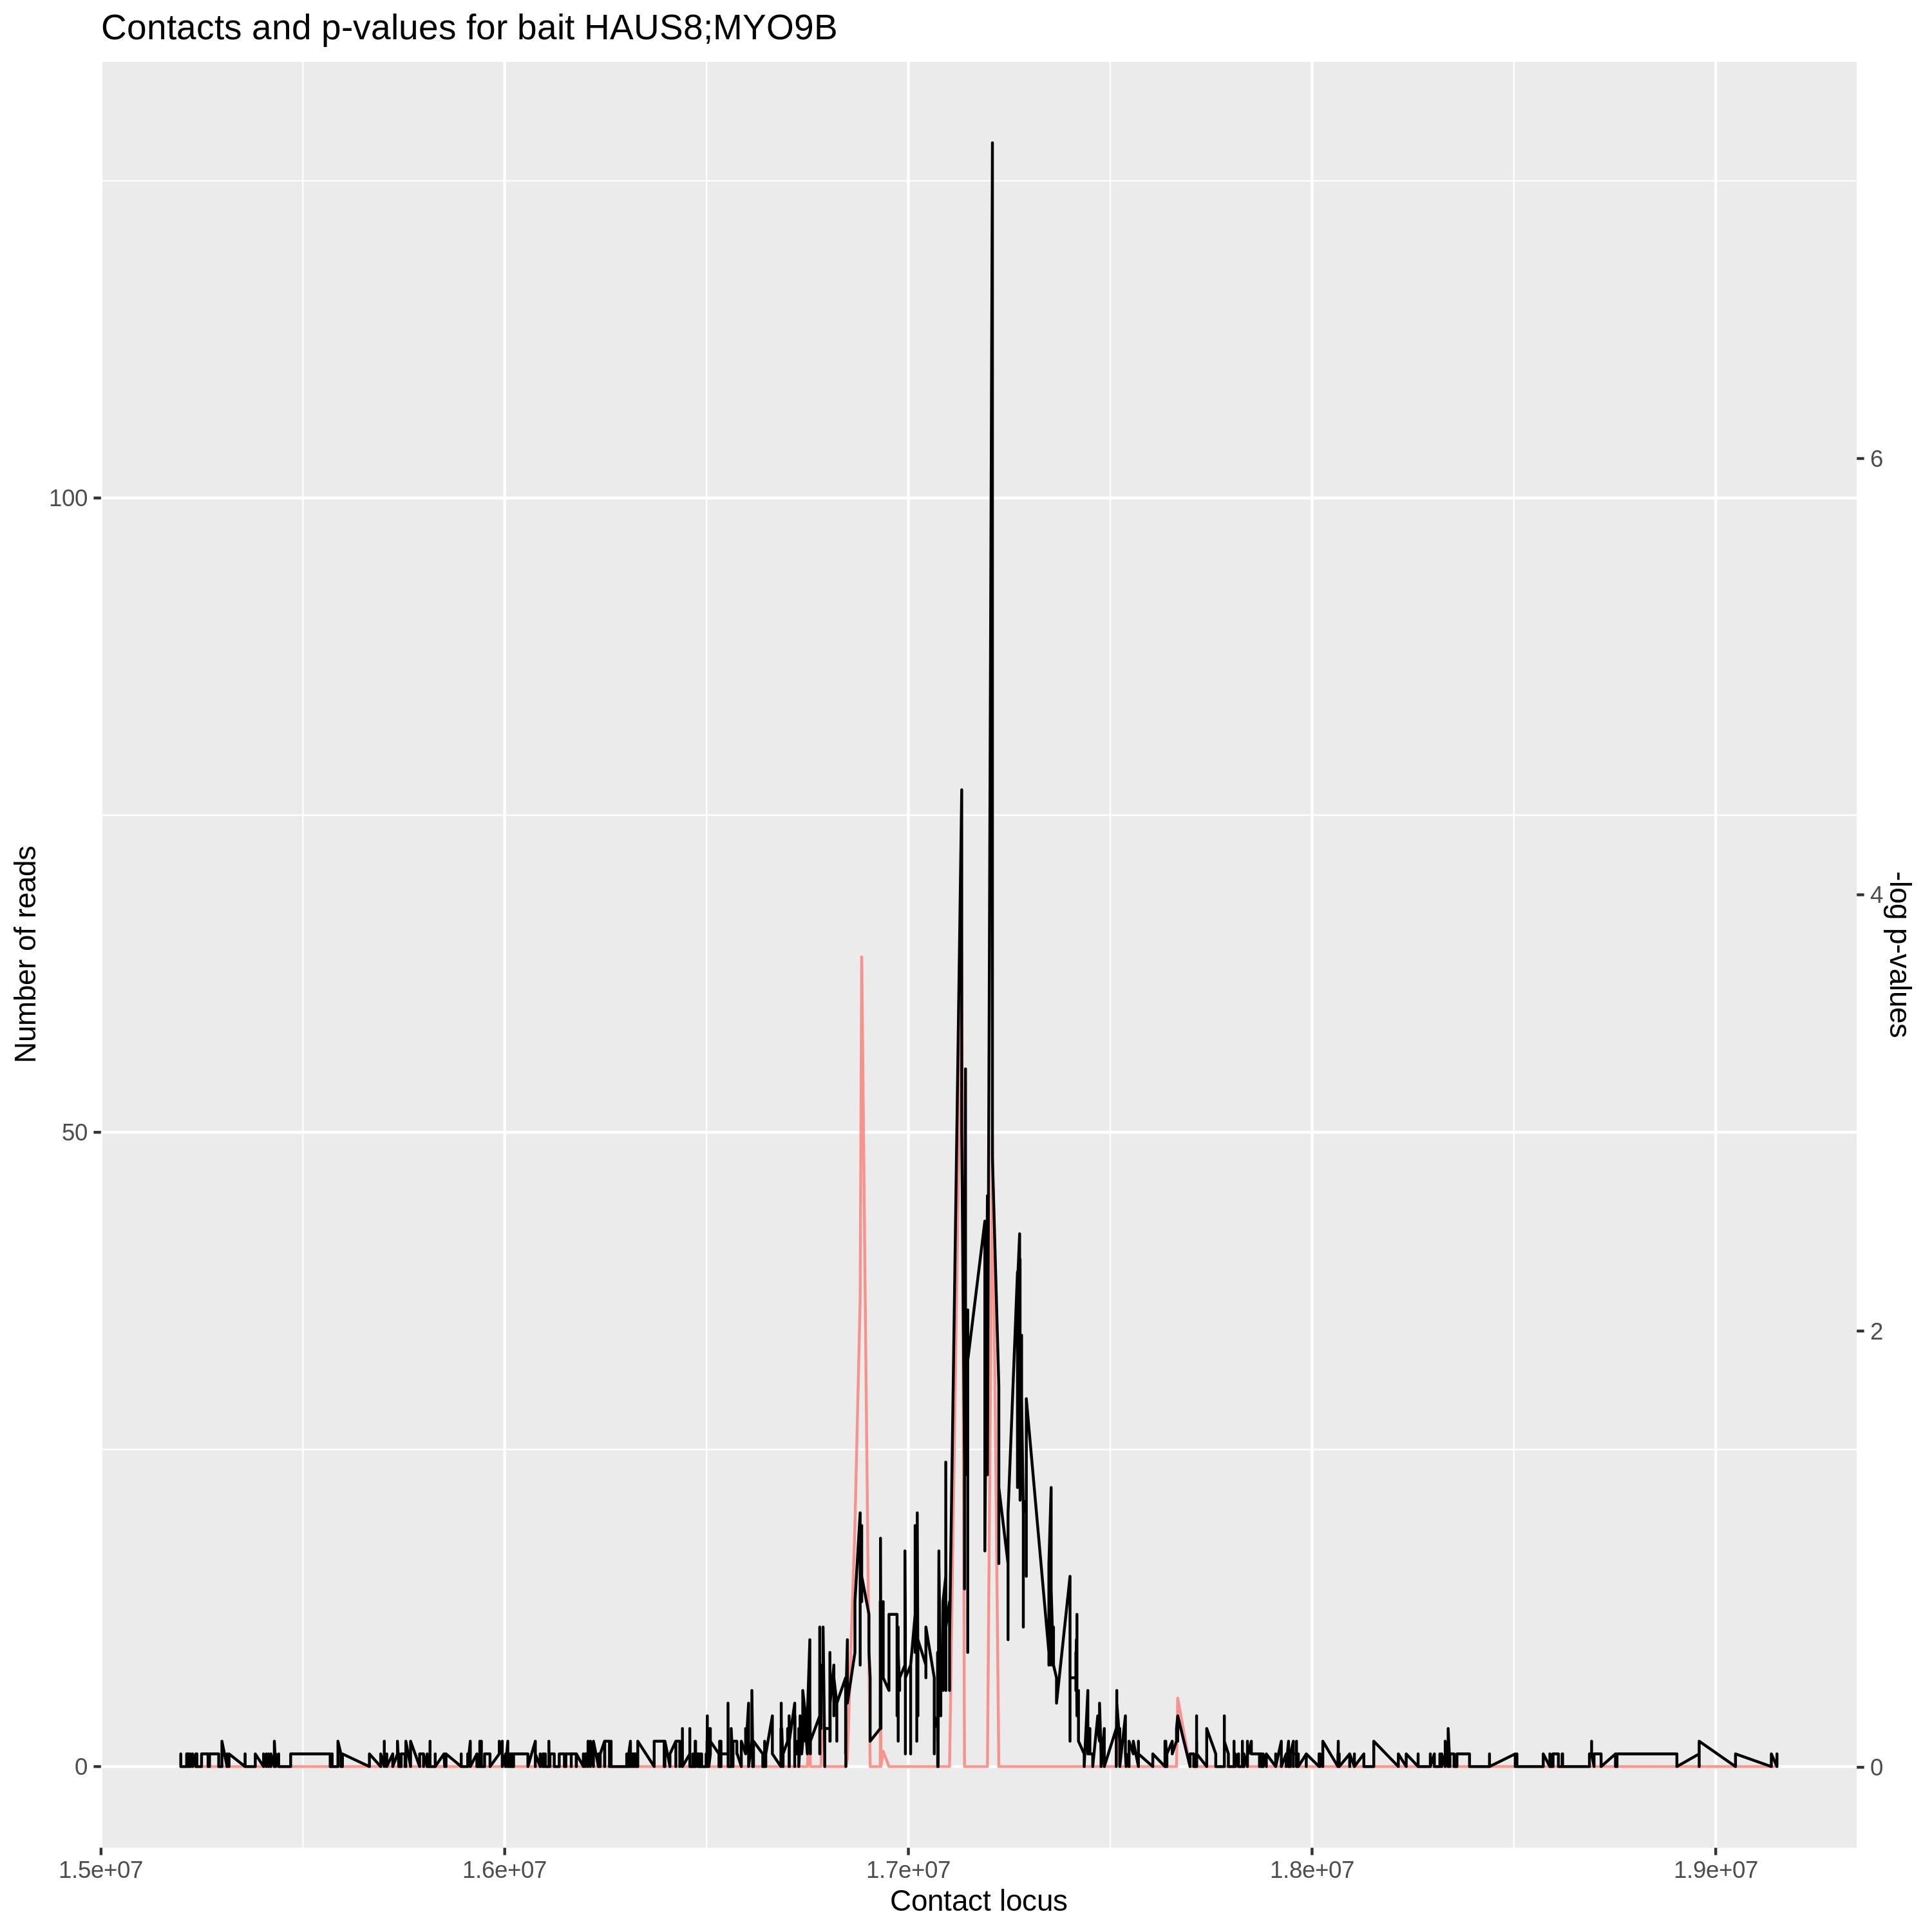 Contacts and p-values for bait HAUS8;MYO9B
100
50
0
Number of reads
6
4
2
0
-log p-values
1.5e+07
1.6e+07
1.7e+07
1.8e+07
1.9e+07
Contact locus